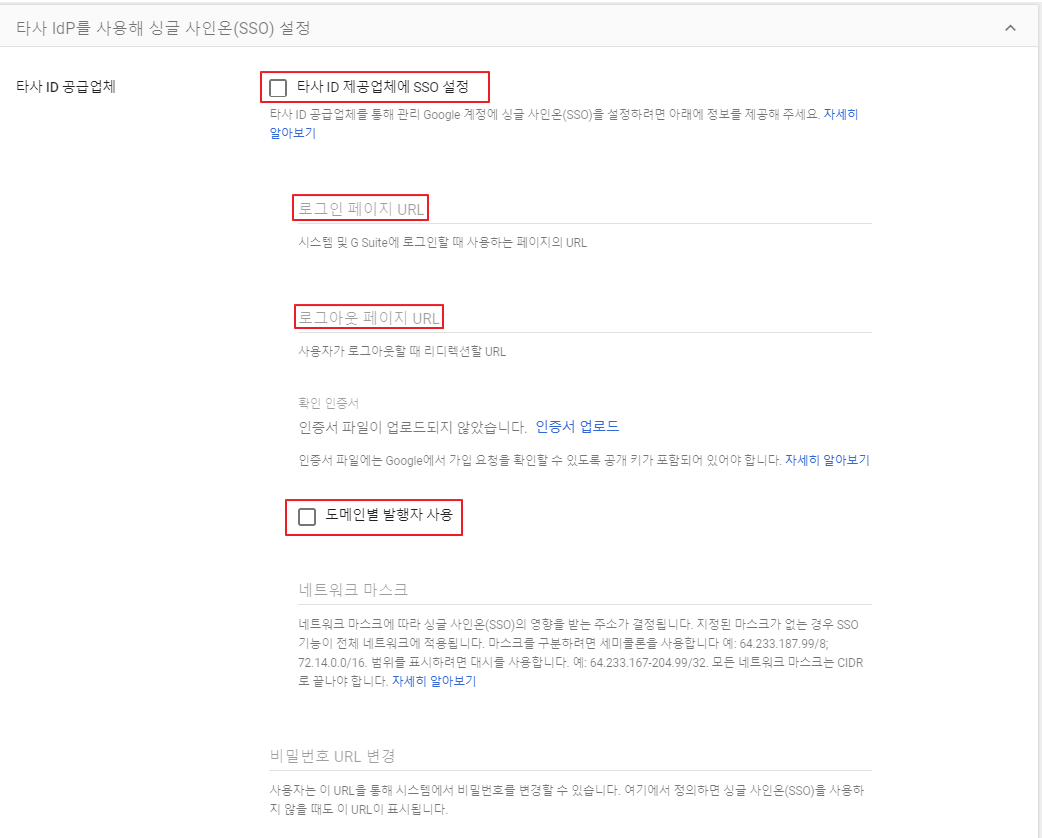 타사 IdP를 사용해 싱글 사인온(SSO) 설정
타사 ID 공급업체
타사 ID 제공업체에 SSO 설정
타사 ID 공급업체를 통해 관리 Google 계정에 싱글 사인온(SSO)을 설정하려면 아래에 정보를 제공해 주세요. 자세히
알아보기
로그인 페이지 URL
시스템 및 G Suite에 로그인할 때 사용하는 페이지의 URL
로그아웃 페이지 URL
사용자가 로그아웃할 때 리디렉션할 URL
확인 인증서
인증서 파일이 업로드되지 않았습니다. 인증서 업로드
인증서 파일에는 Google에서 가입 요청을 확인할 수 있도록 공개 키가 포함되어 있어야 합니다. 자세히 알아보기
도메인별 발행자 사용
네트워크 마스크
네트워크 마스크에 따라 싱글 사인온(SSO)의 영향을 받는 주소가 결정됩니다. 지정된 마스크가 없는 경우 SSO
기능이 전체 네트워크에 적용됩니다. 마스크를 구분하려면 세미콜론을 사용합니다 예: 64.233.187.99/8;
72.14.0.0/16. 범위를 표시하려면 대시를 사용합니다. 예: 64.233.167-204.99/32. 모든 네트워크 마스크는 CIDR
로 끝나야 합니다. 자세히 알아보기
비밀번호 URL 변경
사용자는 이 URL을 통해 시스템에서 비밀번호를 변경할 수 있습니다. 여기에서 정의하면 싱글 사인온(SSO)을 사용하
지 않을 때도 이 URL이 표시됩니다.